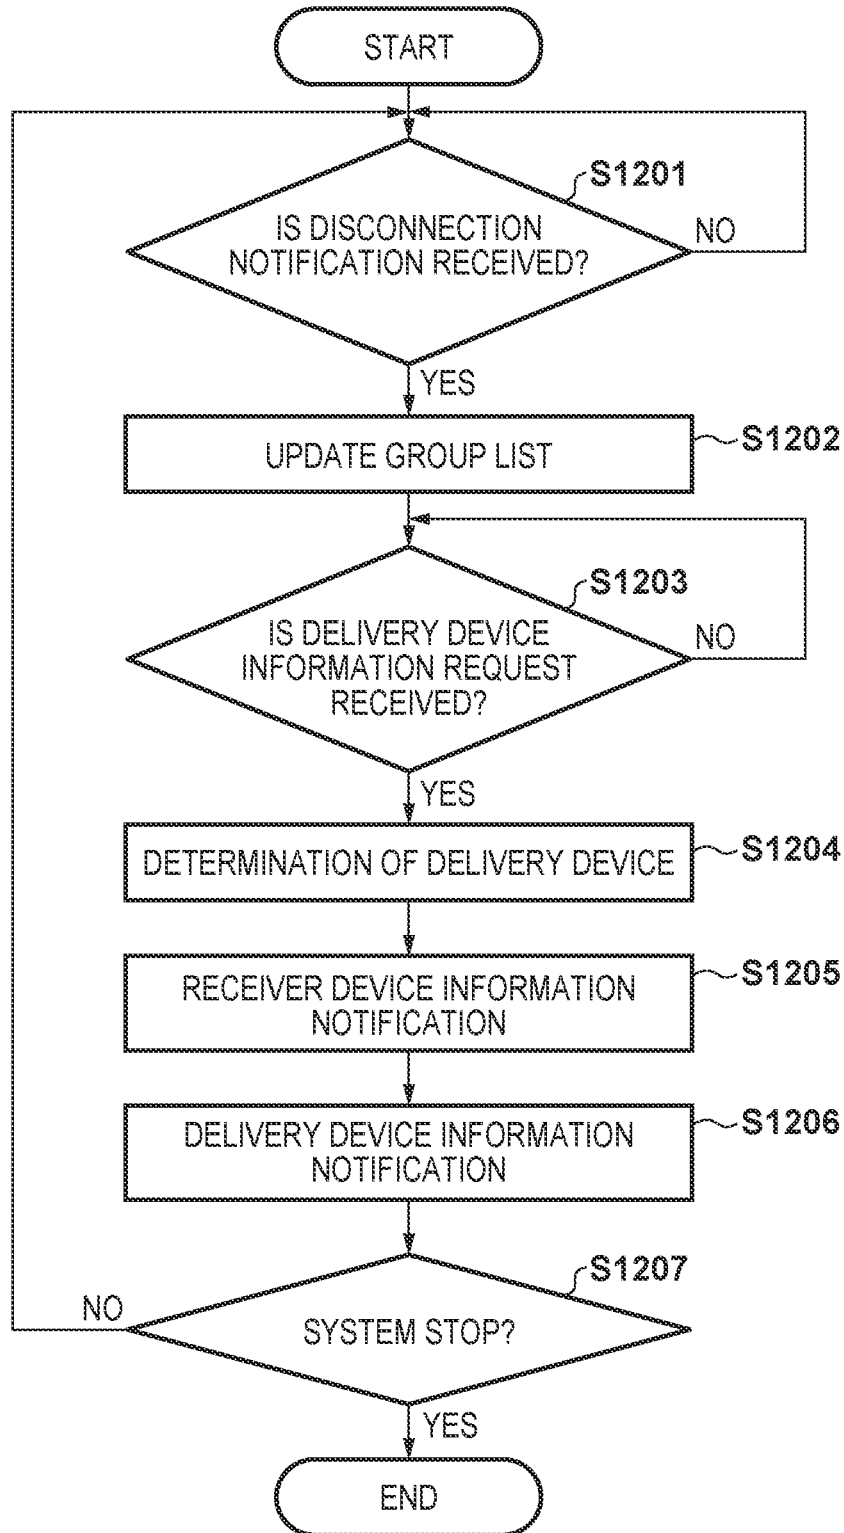 START
S1201
IS DISCONNECTION
NOTIFICATION RECEIVED?
NO
YES
UPDATE GROUP LIST
S1202
S1203
IS DELIVERY DEVICE
INFORMATION REQUEST
RECEIVED?
NO
YES
DETERMINATION OF DELIVERY DEVICE
S1204
RECEIVER DEVICE INFORMATION
NOTIFICATION
S1205
DELIVERY DEVICE INFORMATION
NOTIFICATION
S1206
S1207
NO
SYSTEM STOP?
YES
END